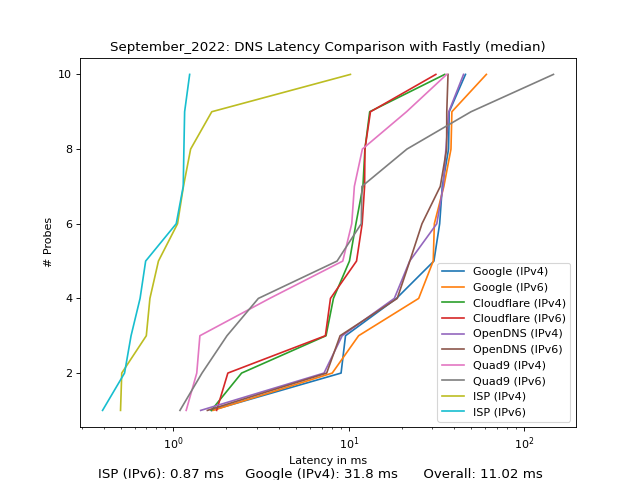 September_2022: DNS Latency Comparison with Fastly (median)
10
8
6
4
2
# Probes
Google (IPv4)
Google (IPv6)
Cloudflare (IPv4)
Cloudflare (IPv6)
OpenDNS (IPv4)
OpenDNS (IPv6)
Quad9 (IPv4)
Quad9 (IPv6)
ISP (IPv4)
ISP (IPv6)
10⁰ 10¹ 10²
Latency in ms
ISP (IPv6): 0.87 ms Google (IPv4): 31.8 ms Overall: 11.02 ms